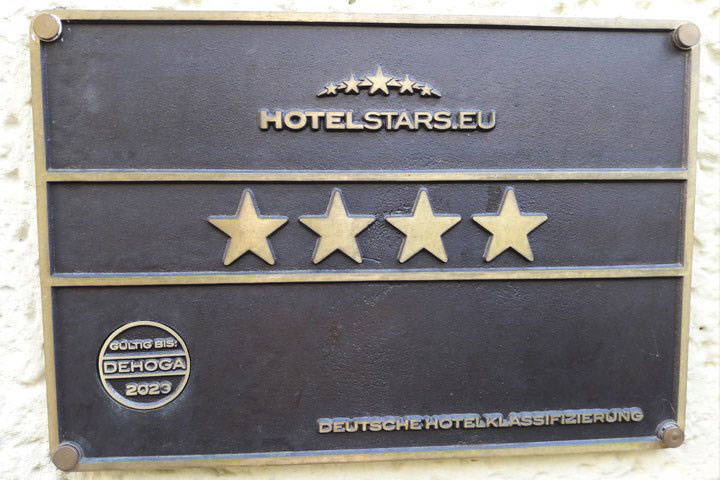 HOTELSTARS.EU
GÜLTIG BIS:
DEHOGA
2023
DEUTSCHE HOTELKLASSIFIZIERUNG